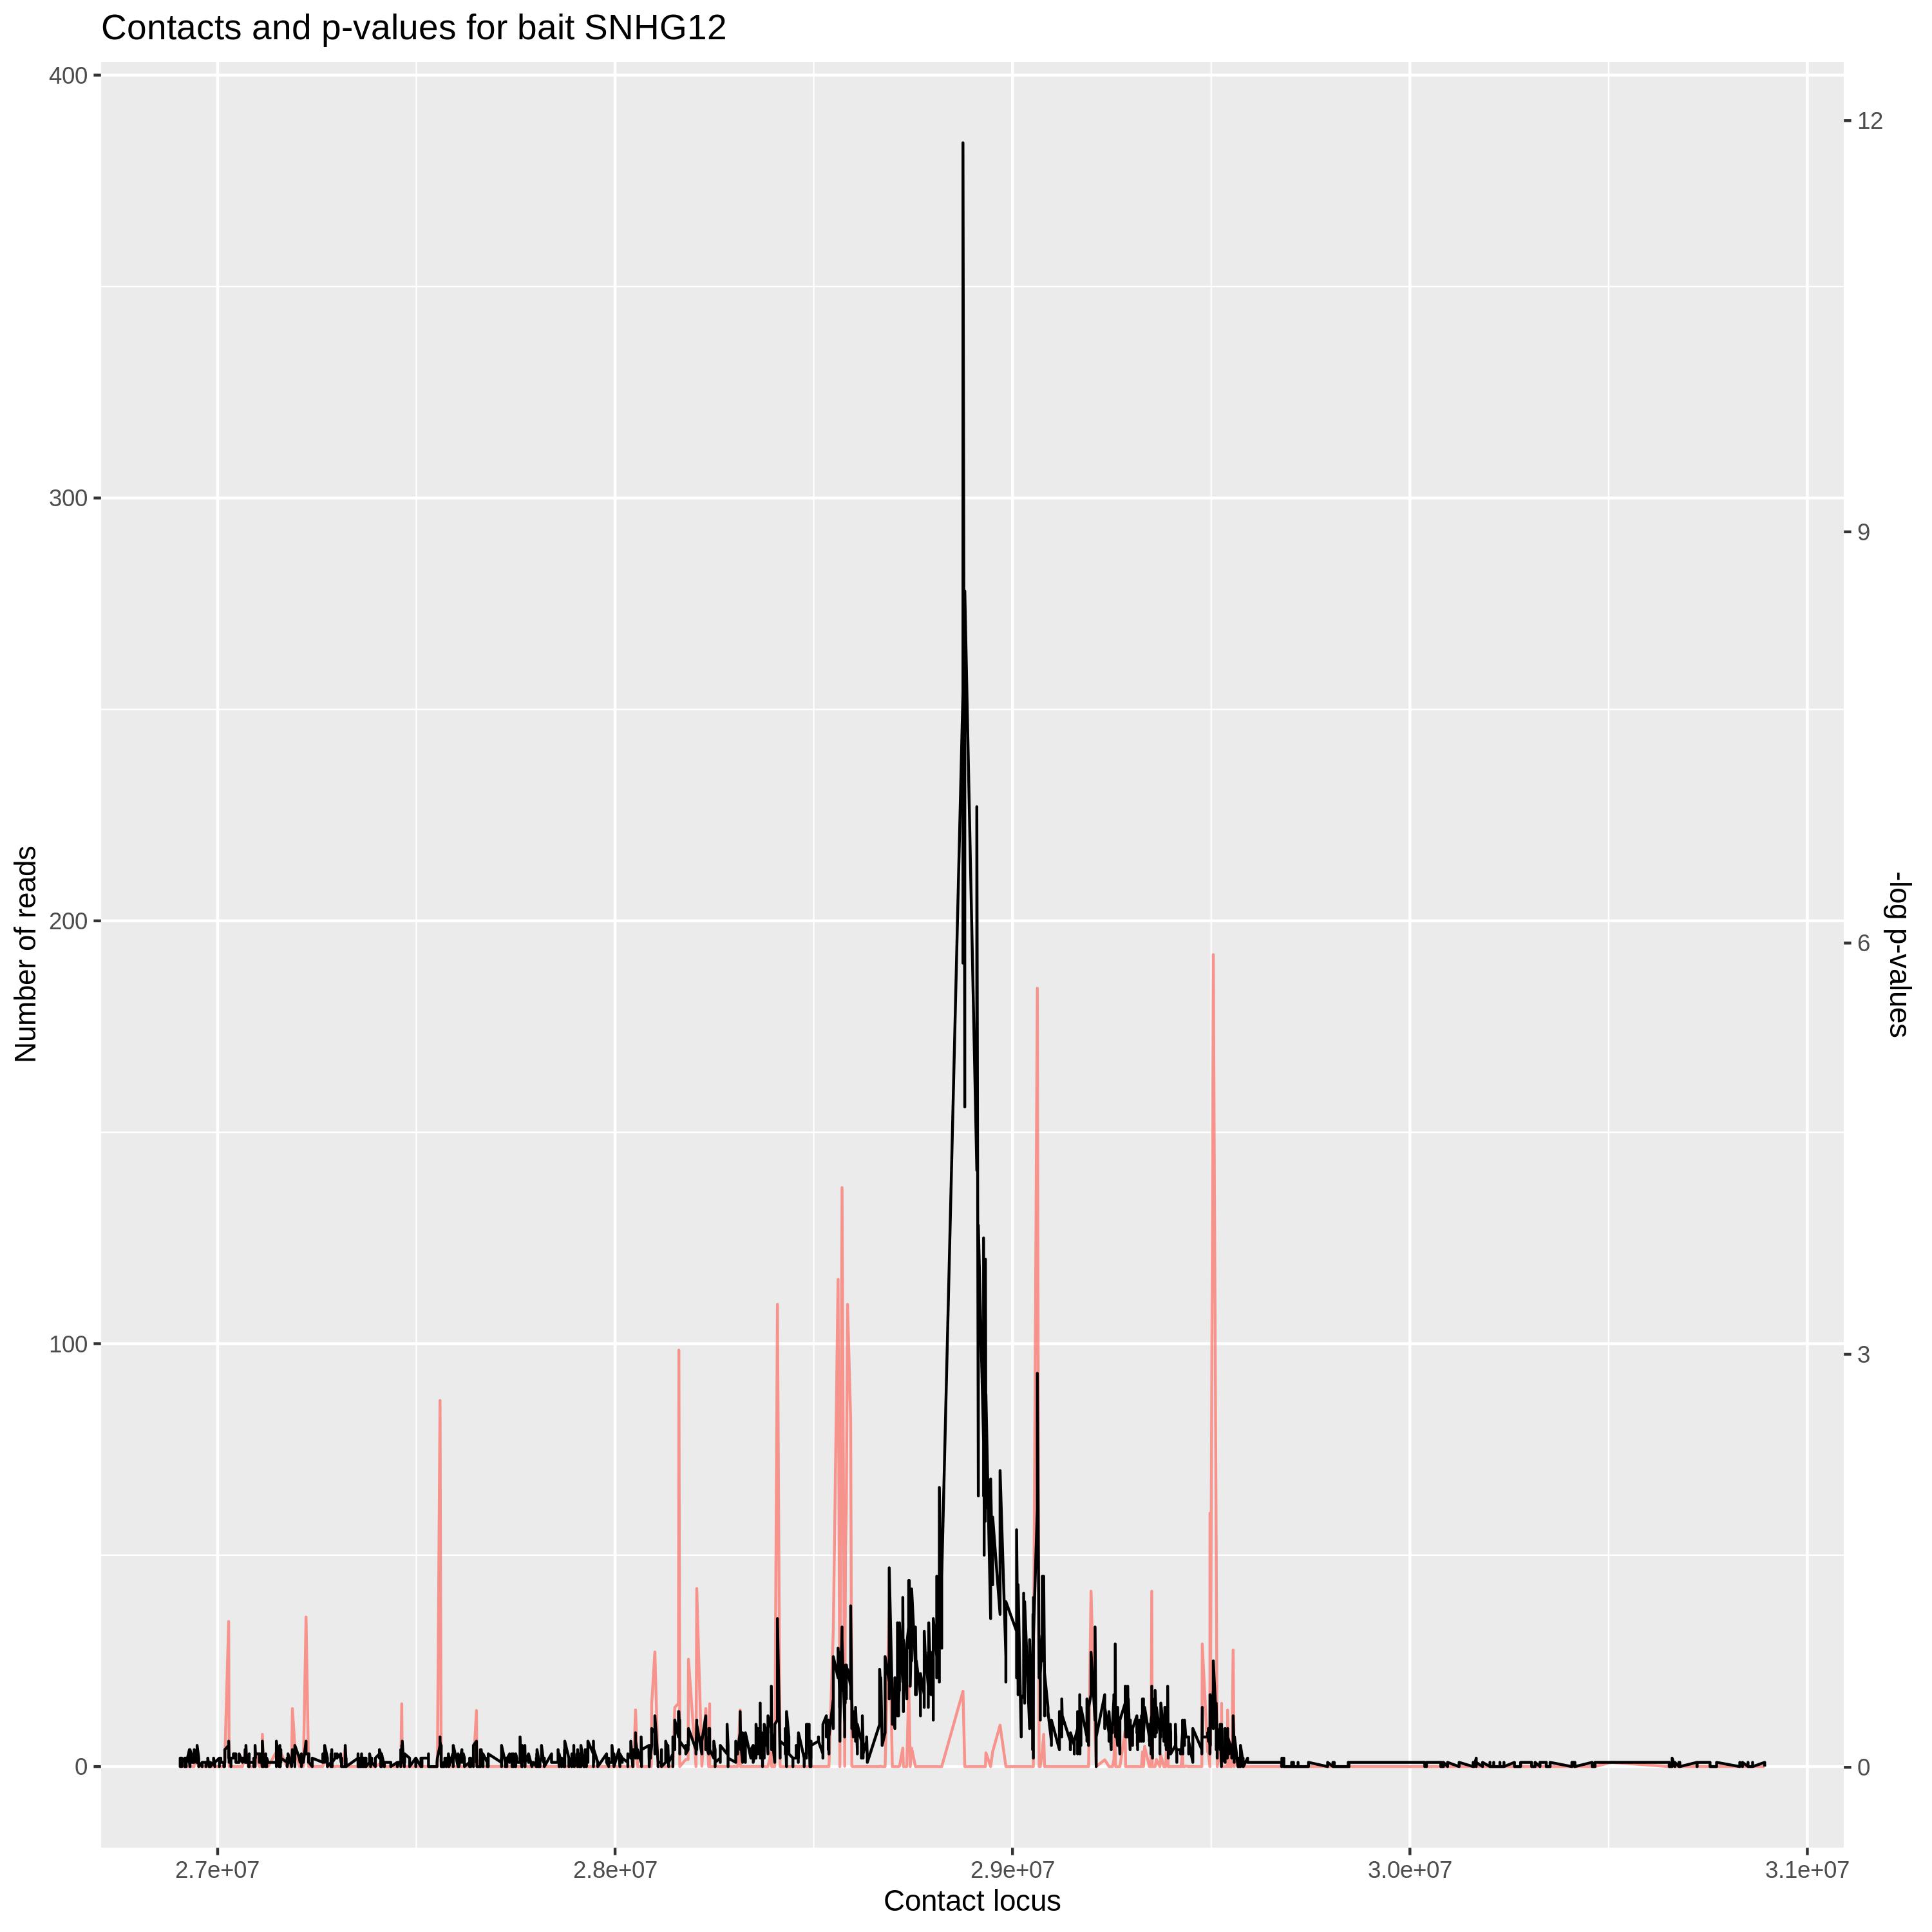 Contacts and p-values for bait SNHG12
400
300
200
100
0
Number of reads
12
9
6
3
0
-log p-values
2.7e+07
2.8e+07
2.9e+07
3.0e+07
3.1e+07
Contact locus